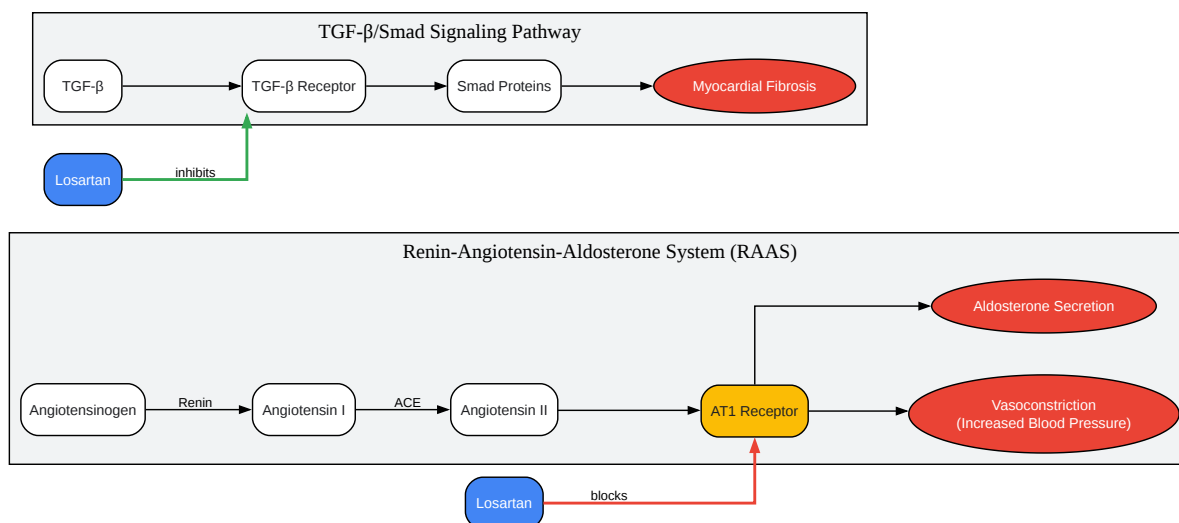 TGF-β/Smad Signaling Pathway
TGF-β
TGF-β Receptor
Smad Proteins
Myocardial Fibrosis
Losartan
inhibits
Renin-Angiotensin-Aldosterone System (RAAS)
Aldosterone Secretion
Angiotensinogen
Renin
Angiotensin I
ACE
Angiotensin II
AT1 Receptor
Vasoconstriction
(Increased Blood Pressure)
Losartan
blocks